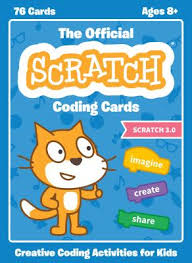 76 Cards Ages 8+
The Official
SCRATCH
Coding Cards
SCRATCH 3.0
imagine
create
share
Creative Coding Activities for Kids